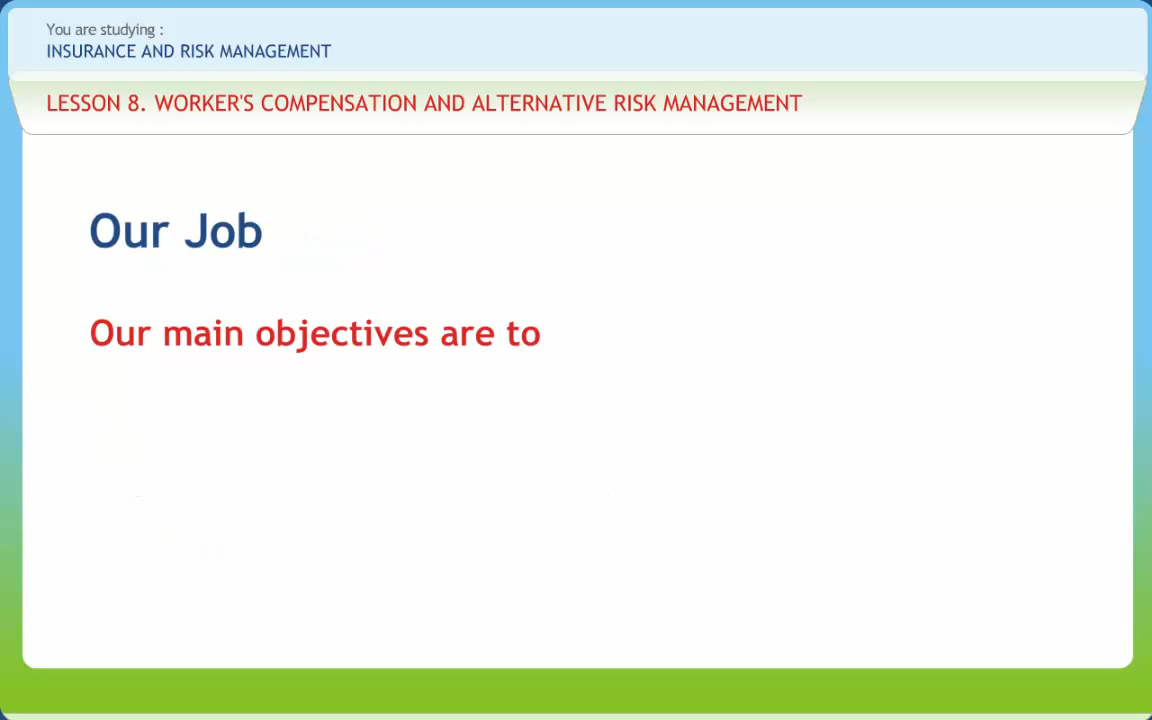 You are studying :
INSURANCE AND RISK MANAGEMENT
LESSON 8. WORKER'S COMPENSATION AND ALTERNATIVE RISK MANAGEMENT
Our Job
Our main objectives are to